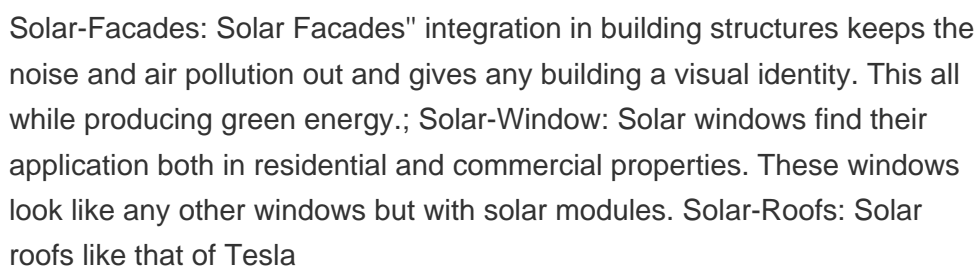 Solar-Facades: Solar Facades" integration in building structures keeps the
noise and air pollution out and gives any building a visual identity. This all
while producing green energy.; Solar-Window: Solar windows find their
application both in residential and commercial properties. These windows
look like any other windows but with solar modules. Solar-Roofs: Solar
roofs like that of Tesla